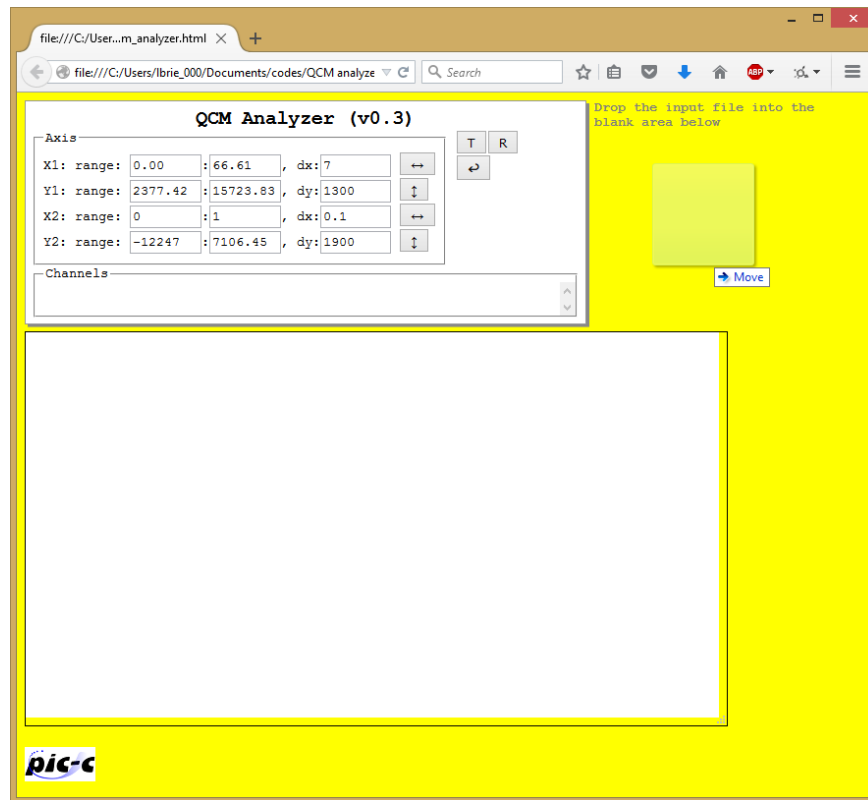 file:///C:/User...m_analyzer.html
file:///C:/Users/lbrie_000/Documents/codes/QCM analyze
Search
ABP
QCM Analyzer (v0.3)
Drop the input file into the
blank area below
Axis
T R
X1: range: 0.00 : 66.61 , dx: 7
Y1: range: 2377.42 : 15723.83 , dy: 1300
X2: range: 0 : 1 , dx: 0.1
Y2: range: -12247 : 7106.45 , dy: 1900
Channels
Move
pic-c